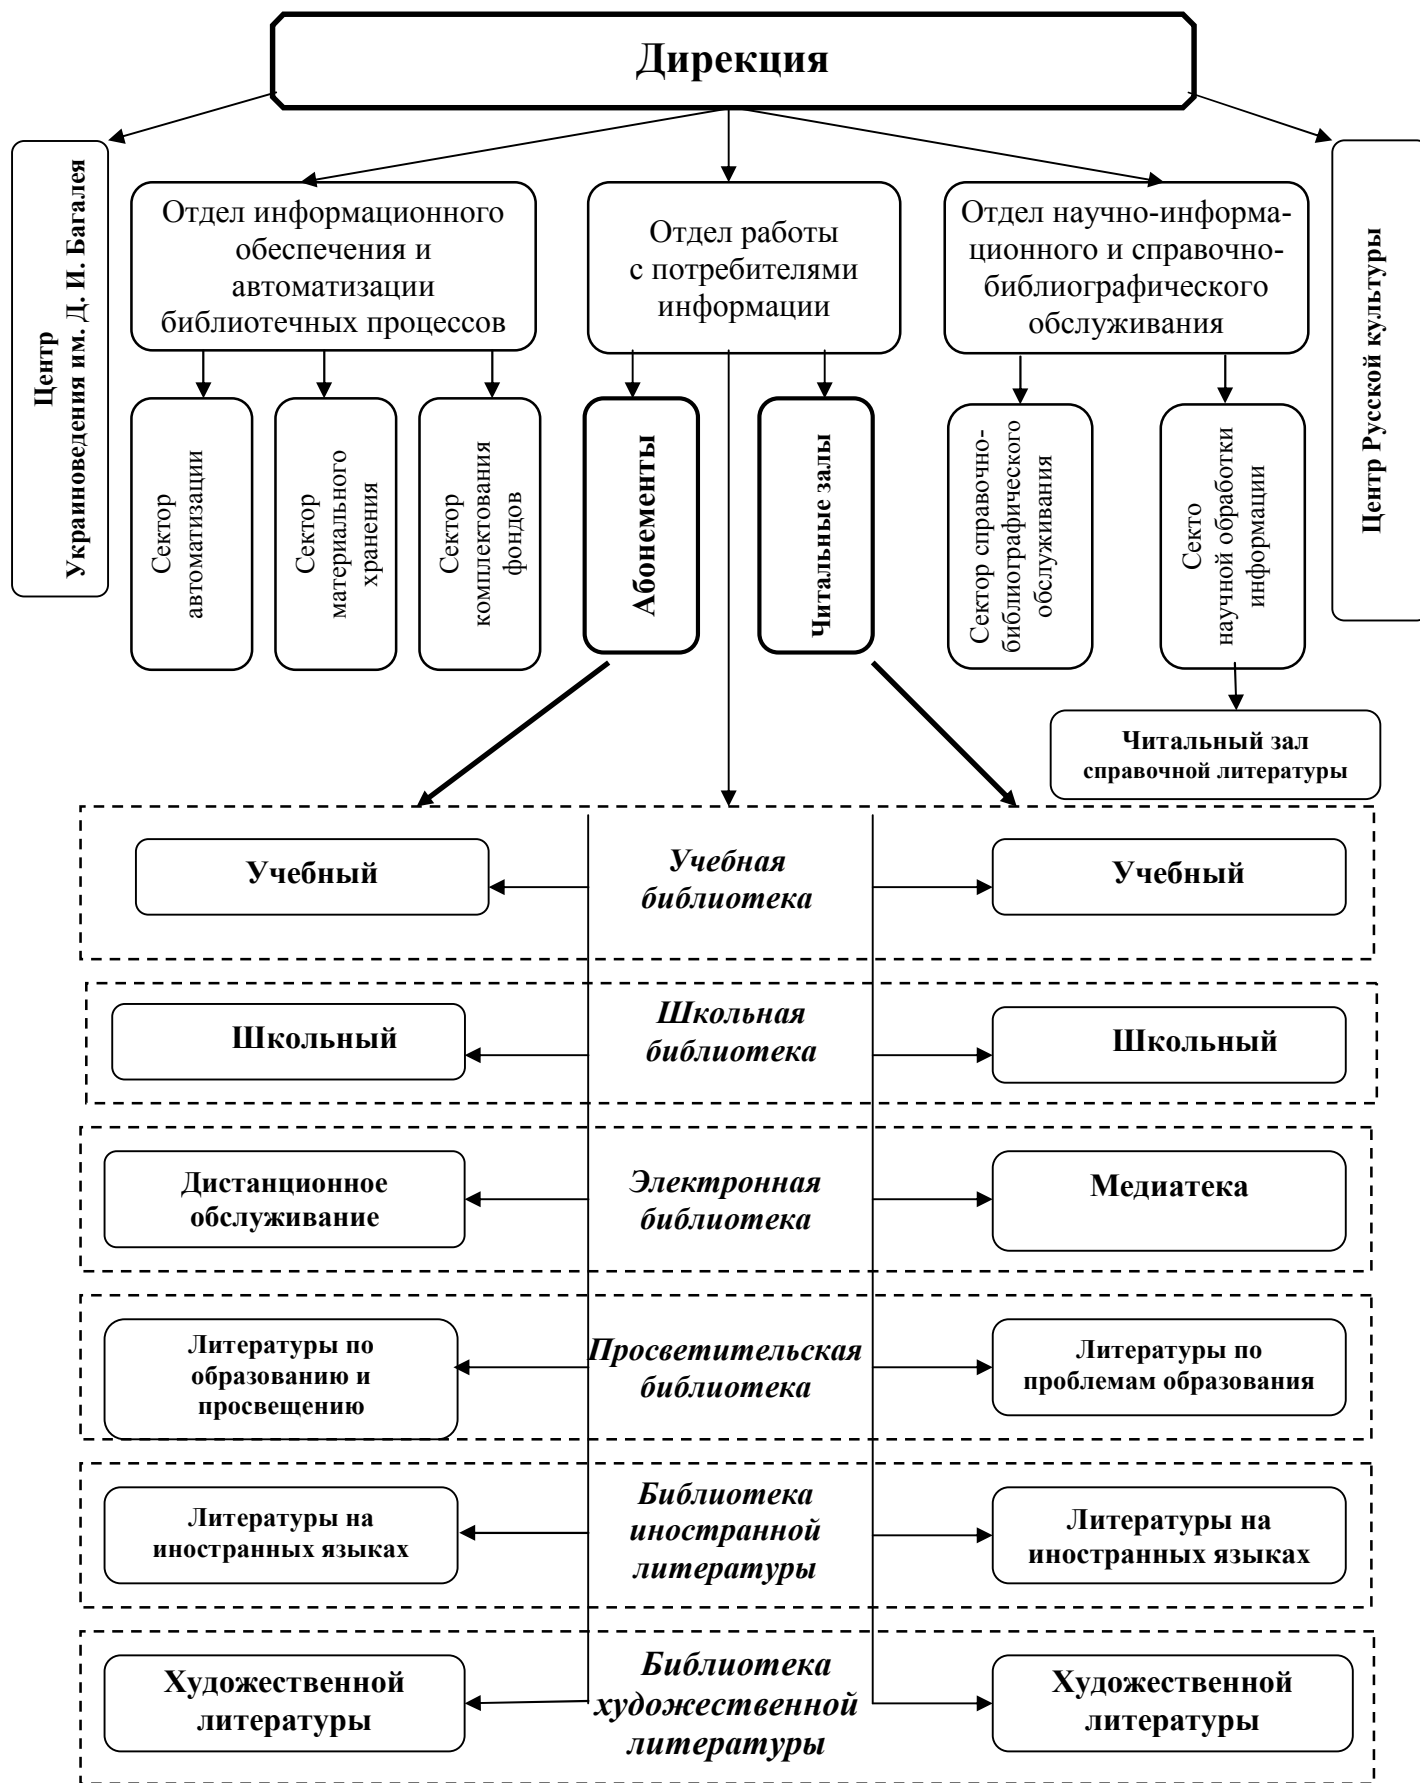 Дирекция
Центр
Украиноведения им. Д. И. Багалея
Отдел информационного
обеспечения и
автоматизации
библиотечных процессов
Отдел работы
с потребителями
информации
Отдел научно-информа-
ционного и справочно-
библиографического
обслуживания
Центр Русской культуры
Сектор
автоматизации
Сектор
материального
хранения
Сектор
комплектования
фондов
Абонементы
Читальные залы
Сектор справочно-
библиографического
обслуживания
Секто
научной обработки
информации
Читальный зал
справочной литературы
Учебный
Учебная
библиотека
Учебный
Школьный
Школьная
библиотека
Школьный
Дистанционное
обслуживание
Электронная
библиотека
Медиатека
Литературы по
образованию и
просвещению
Просветительская
библиотека
Литературы по
проблемам образования
Литературы на
иностранных языках
Библиотека
иностранной
литературы
Литературы на
иностранных языках
Художественной
литературы
Библиотека
художественной
литературы
Художественной
литературы